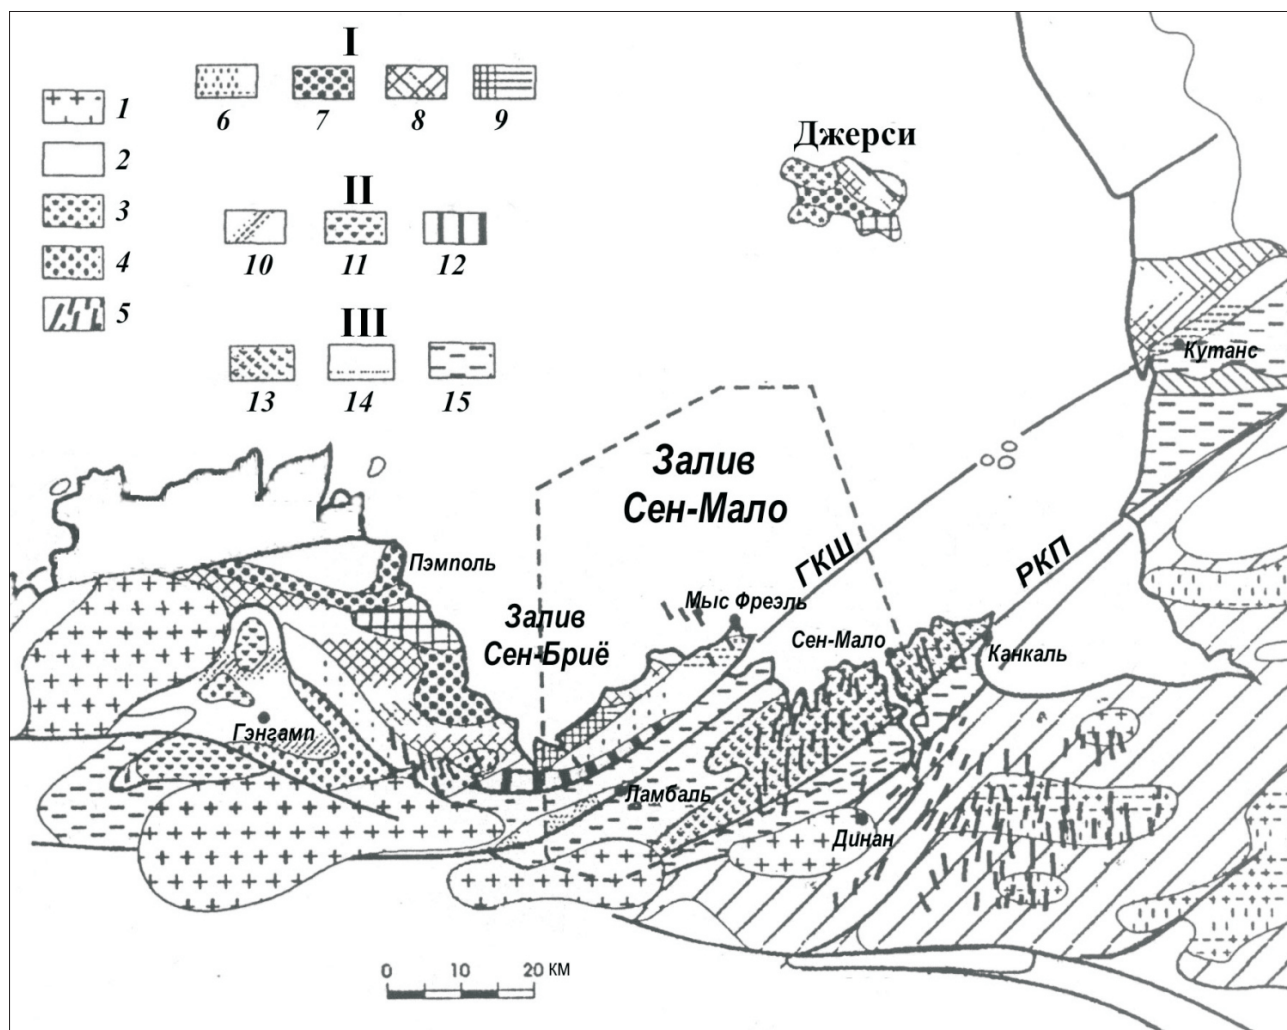 I
1
2
3
4
5
6
7
8
9
II
10
11
12
III
13
14
15
Джерси
Кутанс
Залив
Сен-Мало
ГКШ
РКП
Пэмполь
Залив
Сен-Бриё
Мыс Фреэль
Сен-Мало
Канкаль
Гэнгамп
Ламбаль
Динан
0 10 20 КМ